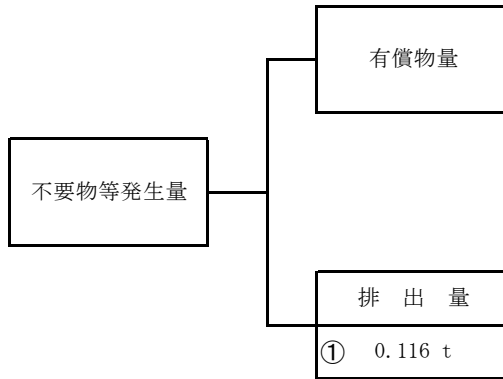 有償物量
不要物等発生量
排 出 量
① 0.116 t